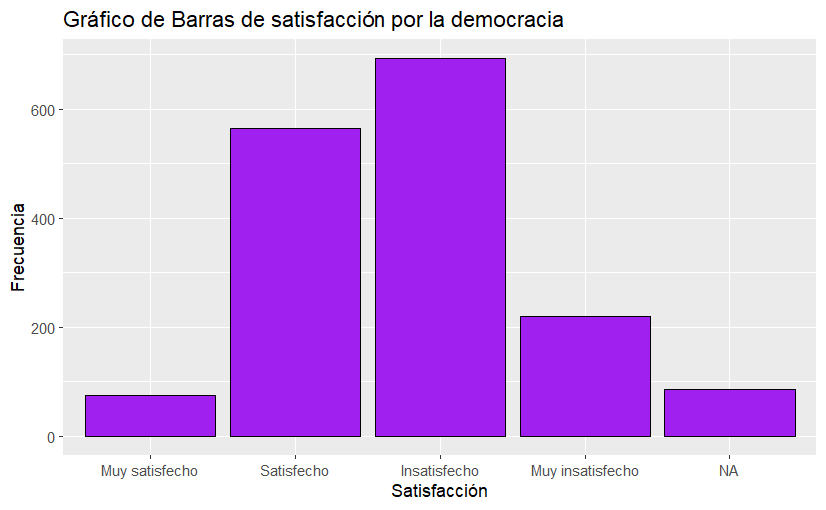 Gráfico de Barras de satisfacción por la democracia
600
400
200
0
Frecuencia
Muy satisfecho
Satisfecho
Insatisfecho
Muy insatisfecho
NA
Satisfacción